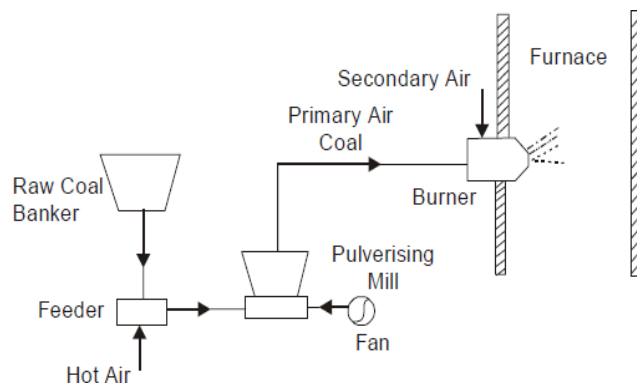 Secondary Air
Furnace
Primary Air
Coal
Raw Coal
Banker
Burner
Pulverising
Mill
Feeder
Fan
Hot Air